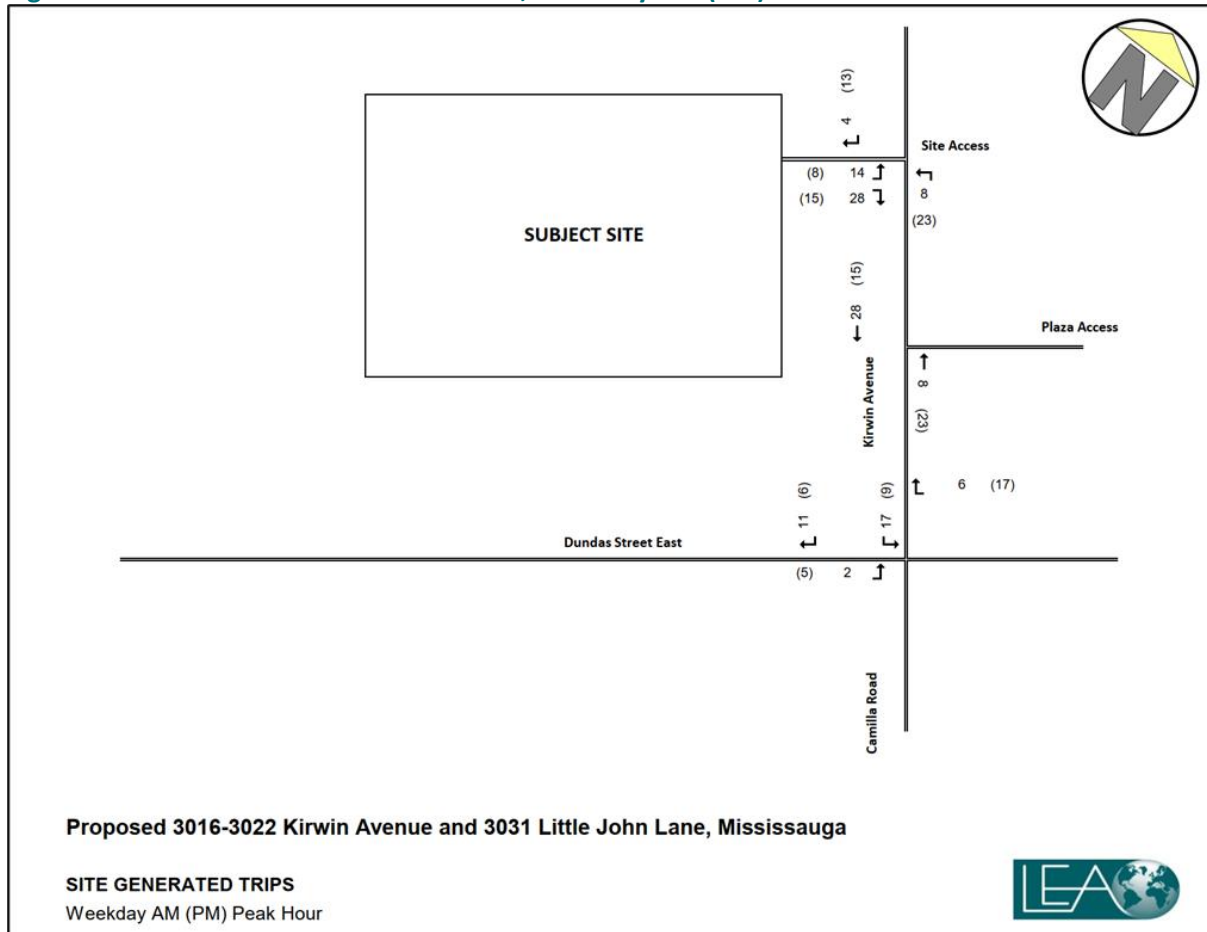 N
(13)
4
Site Access
(8) 14
8
(15) 28
(23)
SUBJECT SITE
(15)
28
Plaza Access
Kirwin Avenue
8
(23)
(6)
(9)
6 (17)
11
17
Dundas Street East
(5) 2
Camilla Road
Proposed 3016-3022 Kirwin Avenue and 3031 Little John Lane, Mississauga
SITE GENERATED TRIPS
Weekday AM (PM) Peak Hour
LEA